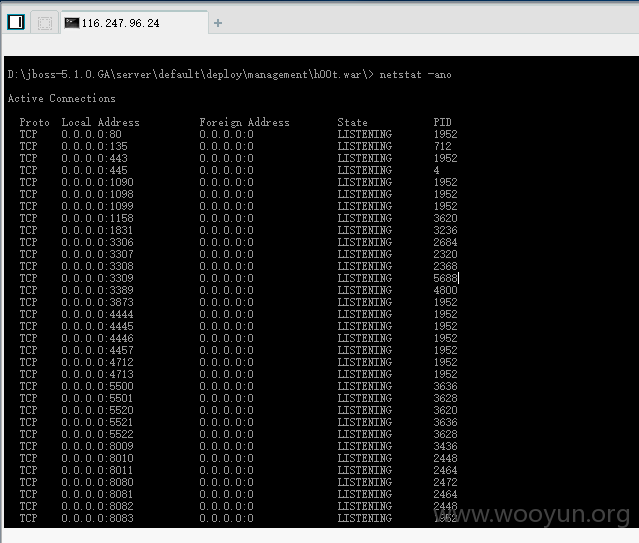 116.247.96.24
D:\jboss-5.1.0.GA\server\default\deploy\management\h00t.war\> netstat -ano
Active Connections
Proto Local Address Foreign Address State PID
TCP 0.0.0.0:80 0.0.0.0:0 LISTENING 1952
TCP 0.0.0.0:135 0.0.0.0:0 LISTENING 712
TCP 0.0.0.0:443 0.0.0.0:0 LISTENING 1952
TCP 0.0.0.0:445 0.0.0.0:0 LISTENING 4
TCP 0.0.0.0:1090 0.0.0.0:0 LISTENING 1952
TCP 0.0.0.0:1098 0.0.0.0:0 LISTENING 1952
TCP 0.0.0.0:1099 0.0.0.0:0 LISTENING 1952
TCP 0.0.0.0:1158 0.0.0.0:0 LISTENING 3620
TCP 0.0.0.0:1831 0.0.0.0:0 LISTENING 3236
TCP 0.0.0.0:3306 0.0.0.0:0 LISTENING 2684
TCP 0.0.0.0:3307 0.0.0.0:0 LISTENING 2320
TCP 0.0.0.0:3308 0.0.0.0:0 LISTENING 2368
TCP 0.0.0.0:3309 0.0.0.0:0 LISTENING 5688
TCP 0.0.0.0:3389 0.0.0.0:0 LISTENING 4800
TCP 0.0.0.0:3873 0.0.0.0:0 LISTENING 1952
TCP 0.0.0.0:4444 0.0.0.0:0 LISTENING 1952
TCP 0.0.0.0:4445 0.0.0.0:0 LISTENING 1952
TCP 0.0.0.0:4446 0.0.0.0:0 LISTENING 1952
TCP 0.0.0.0:4457 0.0.0.0:0 LISTENING 1952
TCP 0.0.0.0:4712 0.0.0.0:0 LISTENING 1952
TCP 0.0.0.0:4713 0.0.0.0:0 LISTENING 1952
TCP 0.0.0.0:5500 0.0.0.0:0 LISTENING 3636
TCP 0.0.0.0:5501 0.0.0.0:0 LISTENING 3628
TCP 0.0.0.0:5520 0.0.0.0:0 LISTENING 3620
TCP 0.0.0.0:5521 0.0.0.0:0 LISTENING 3636
TCP 0.0.0.0:5522 0.0.0.0:0 LISTENING 3628
TCP 0.0.0.0:8009 0.0.0.0:0 LISTENING 3436
TCP 0.0.0.0:8010 0.0.0.0:0 LISTENING 2448
TCP 0.0.0.0:8011 0.0.0.0:0 LISTENING 2464
TCP 0.0.0.0:8080 0.0.0.0:0 LISTENING 2472
TCP 0.0.0.0:8081 0.0.0.0:0 LISTENING 2464
TCP 0.0.0.0:8082 0.0.0.0:0 LISTENING 2448
TCP 0.0.0.0:8083 0.0.0.0:0 LISTENING 1952
www.wooyun.org